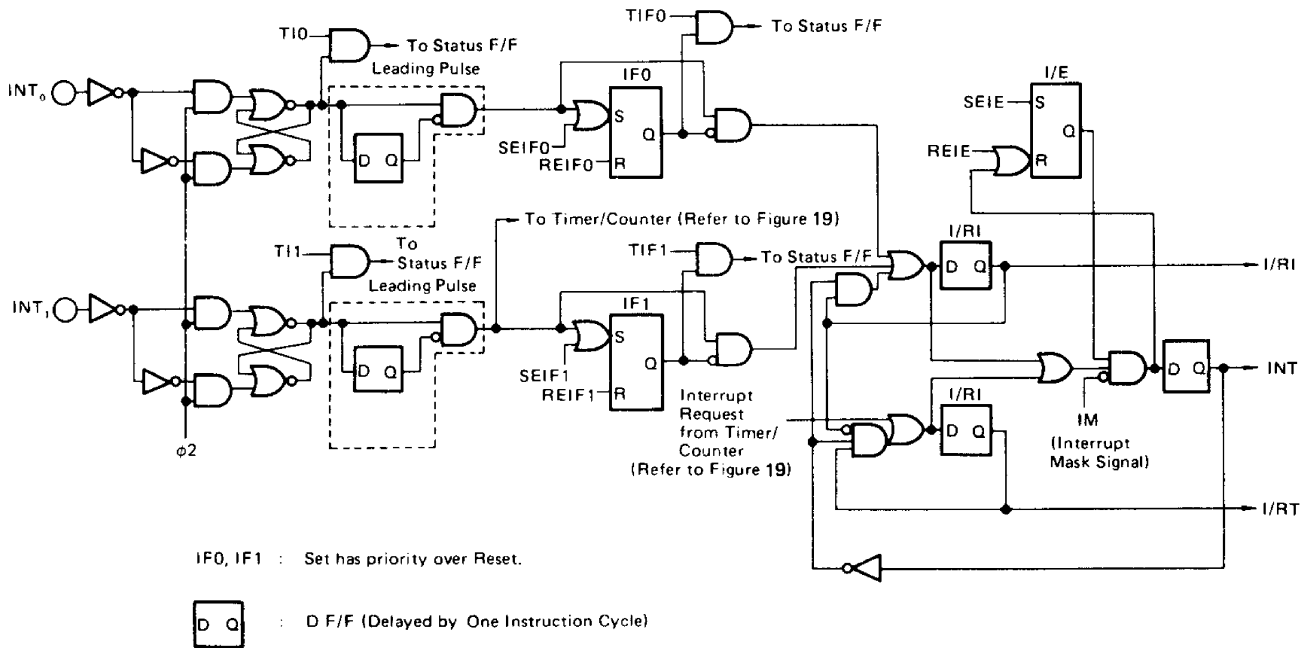 TIF0
To Status F/F
TI0
To Status F/F
Leading Pulse
INT0
IF0
S
Q
R
SEIF0
REIF0
D Q
I/E
SEIE
S
Q
REIE
R
To Timer/Counter (Refer to Figure 19)
TI1
To
Status F/F
Leading Pulse
TIF1
To Status F/F
I/RI
D Q
I/RI
INT1
IF1
S
Q
R
SEIF1
REIF1
D Q
D Q
INT
Interrupt
Request
from Timer/
Counter
(Refer to Figure 19)
I/RI
D Q
IM
(Interrupt
Mask Signal)
I/RT
φ2
IF0, IF1 : Set has priority over Reset.
D Q : D F/F (Delayed by One Instruction Cycle)